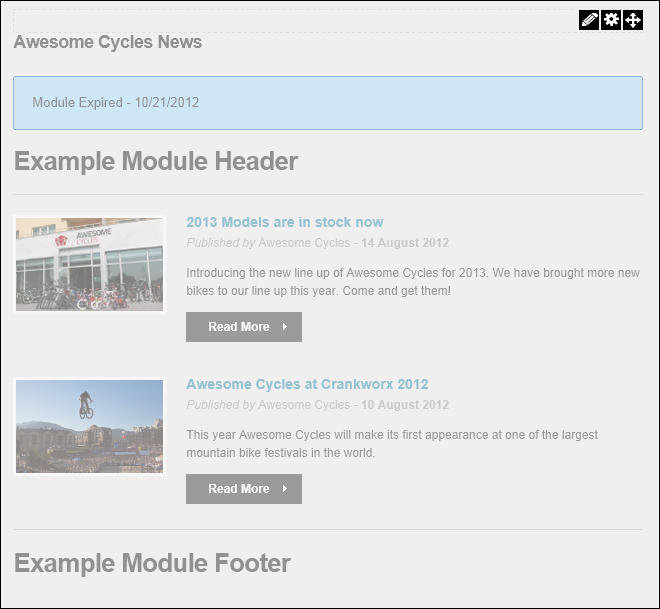 Awesome Cycles News
Module Expired - 10/21/2012
Example Module Header
AWESOME
CYCLES
2013 Models are in stock now
Published by Awesome Cycles - 14 August 2012
Introducing the new line up of Awesome Cycles for 2013. We have brought more new
bikes to our line up this year. Come and get them!
Read More
Awesome Cycles at Crankworx 2012
Published by Awesome Cycles - 10 August 2012
This year Awesome Cycles will make its first appearance at one of the largest
mountain bike festivals in the world.
Read More
Example Module Footer